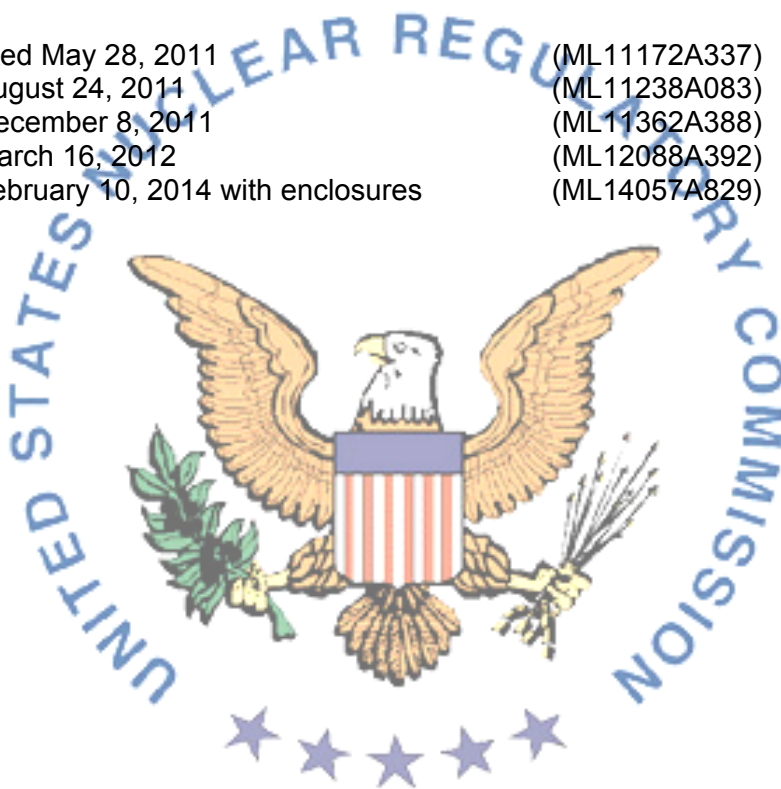 ed May 28, 2011 (ML11172A337)
ugust 24, 2011 (ML11238A083)
ecember 8, 2011 (ML11362A388)
arch 16, 2012 (ML12088A392)
ebruary 10, 2014 with enclosures (ML14057A829)
UNITED STATES NUCLEAR REGULATORY COMMISSION